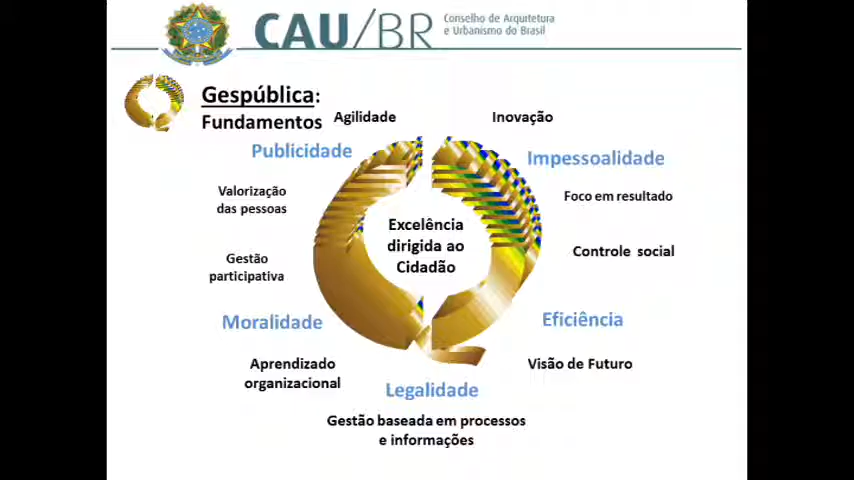 CAU/BR
Conselho de Arquitetura
e Urbanismo do Brasil
Gespública:
Fundamentos
Agilidade
Inovação
Publicidade
Impessoalidade
Valorização
das pessoas
Foco em resultado
Excelência
dirigida ao
Cidadão
Controle social
Gestão
participativa
Moralidade
Eficiência
Aprendizado
organizacional
Visão de Futuro
Legalidade
Gestão baseada em processos
e informações